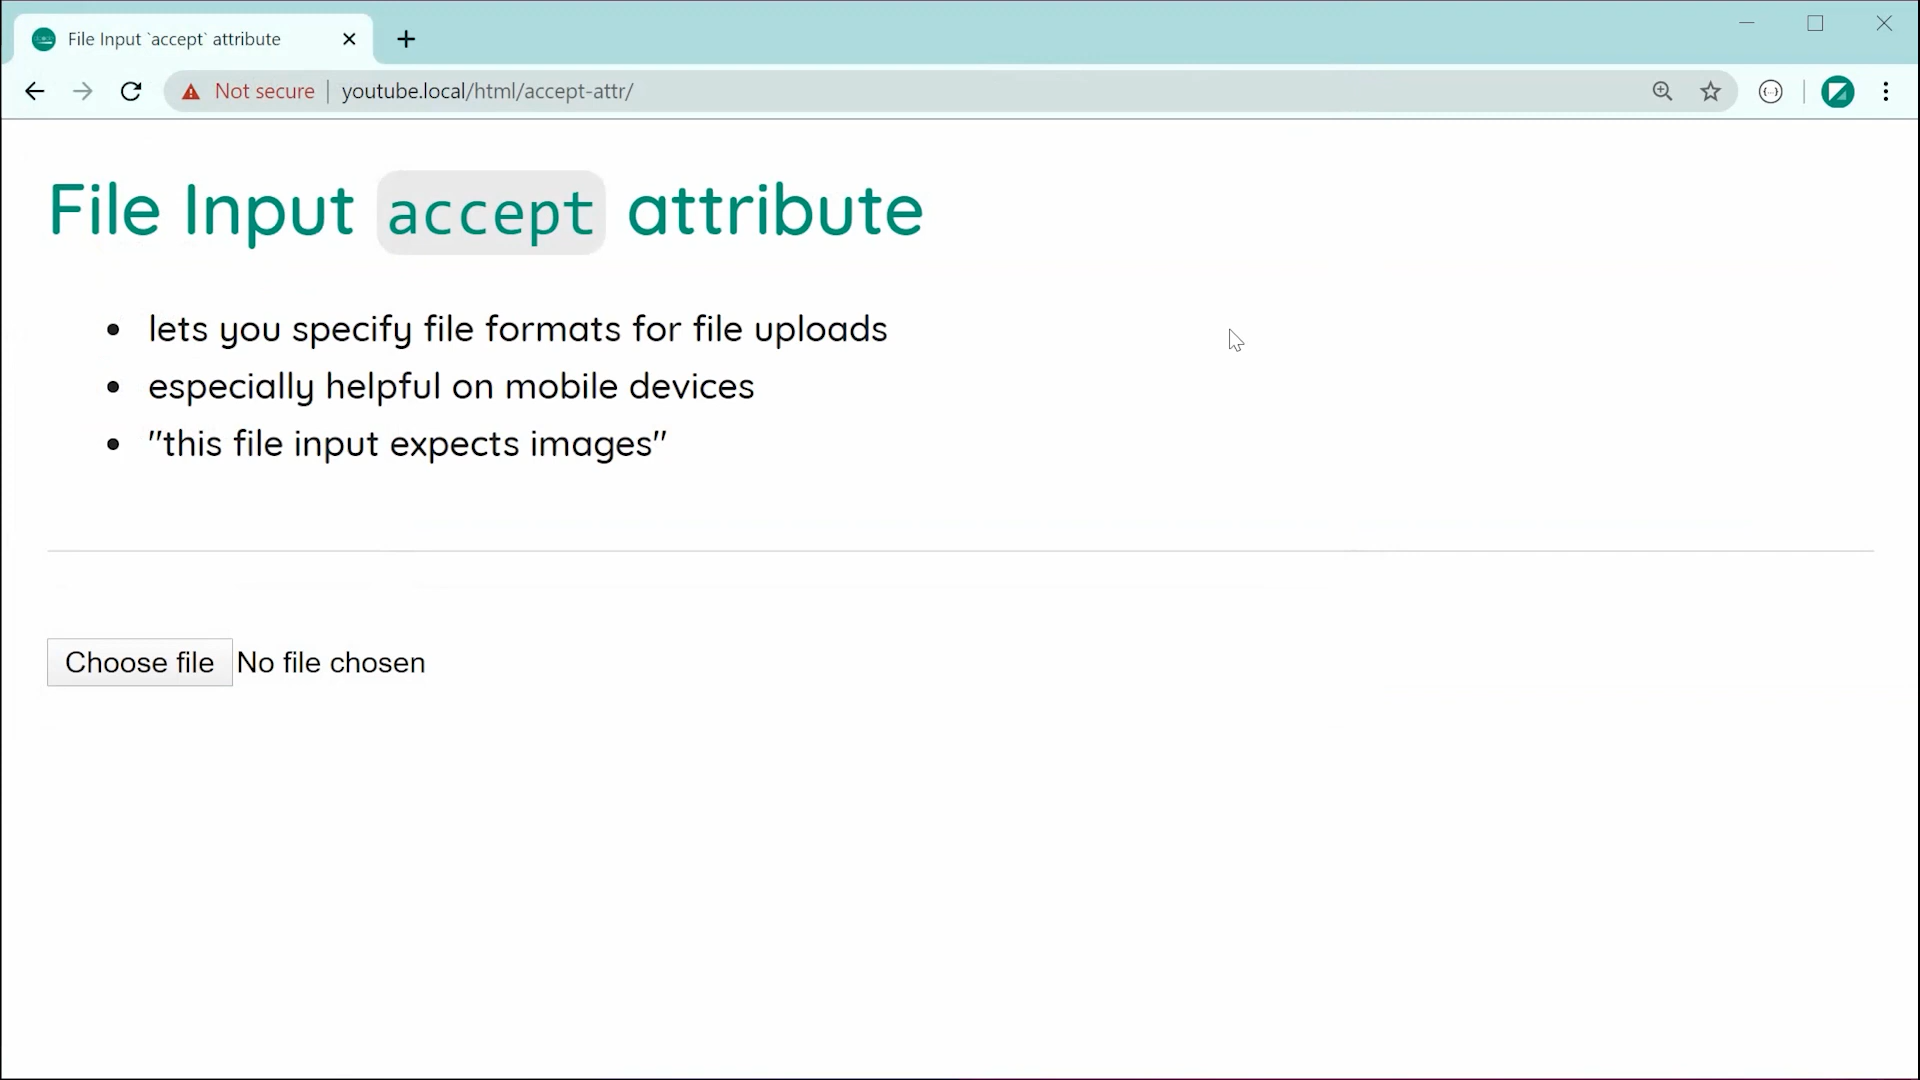 File Input `accept` attribute
Not secure youtube.local/html/accept-attr/
File Input accept attribute
lets you specify file formats for file uploads
especially helpful on mobile devices
"this file input expects images"
Choose file No file chosen